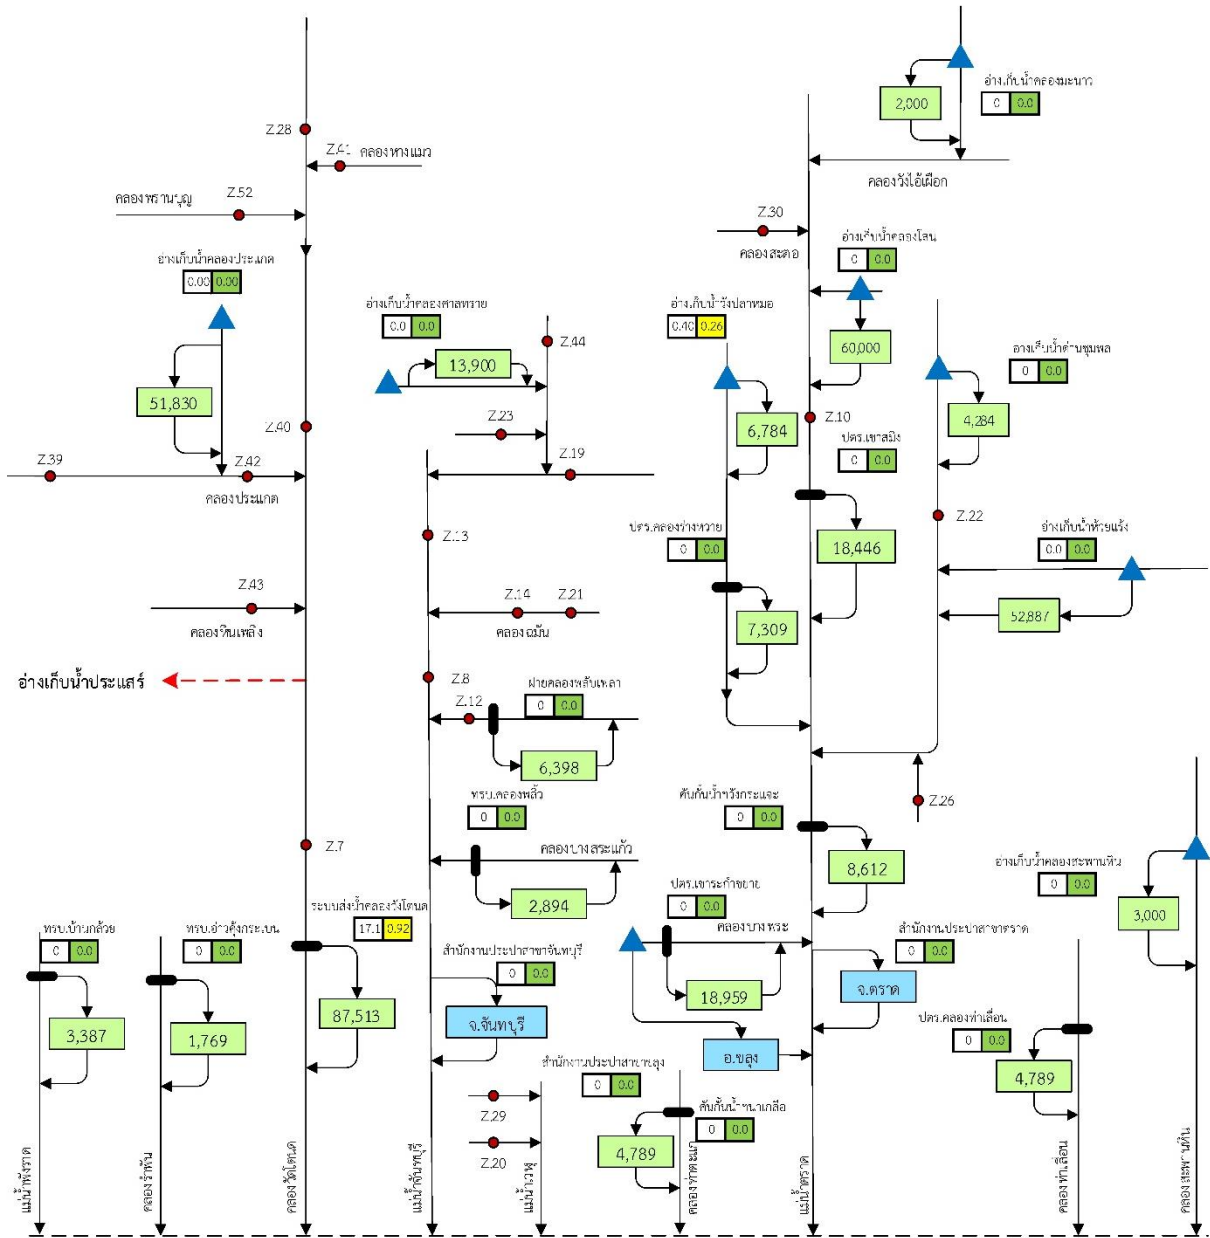 อ่างเก็บน้ำคลองมะนาว
2,000
0 0.0
Z.28
Z.41 คลองหางแมว
คลองวังไอ้เผือก
คลองพรานบุญ
Z.52
Z.30
คลองสะตอ
อ่างเก็บน้ำคลองโสน
0 0.0
อ่างเก็บน้ำคลองประแกด
0.00 0.00
อ่างเก็บน้ำคลองศาลทราย
0.0 0.0
อ่างเก็บน้ำวังปลาหมอ
0.40 0.26
Z.44
13,900
60,000
อ่างเก็บน้ำด่านชุมพล
0 0.0
51,830
Z.40
Z.23
6,784
Z.10
4,284
ปตร.เขาสมิง
0 0.0
Z.39
Z.42
คลองประแกด
Z.19
Z.13
ปตร.คลองร่างหวาย
0 0.0
18,446
Z.22
อ่างเก็บน้ำห้วยแร้ง
0.0 0.0
Z.43
คลองหินเพลิง
Z.14
Z.21
คลองฉมัน
7,309
52,887
อ่างเก็บน้ำประแสร์
Z.8
ฝายคลองพลับเพลา
Z.12
0 0.0
6,398
ทรบ.คลองพลิ้ว
0 0.0
คันกั้นน้ำฯวังกระแจะ
0 0.0
Z.26
Z.7
คลองบางสระแก้ว
2,894
8,612
อ่างเก็บน้ำคลองสะพานหิน
0 0.0
3,000
ปตร.เขาระกำขยาย
0 0.0
คลองบางพระ
ทรบ.บ้านกล้วย
0 0.0
ทรบ.อ่าวคุ้งกระเบน
0 0.0
ระบบส่งน้ำคลองวังโตนด
17.1 0.92
สำนักงานประปาสาขาจันทบุรี
0 0.0
สำนักงานประปาสาขาตราด
0 0.0
3,387
1,769
87,513
จ.จันทบุรี
18,959
จ.ตราด
ปตร.คลองท่าเลื่อน
0 0.0
อ.ขลุง
สำนักงานประปาสาขาขลุง
0 0.0
4,789
Z.29
Z.20
คันกั้นน้ำฯนาเกลือ
0 0.0
4,789
แม่น้ำพังราด
คลองรำพัน
คลองวังโตนด
แม่น้ำจันทบุรี
แม่น้ำเวฬุ
แม่น้ำตราด
คลองท่าเลื่อน
คลองสะพานหิน